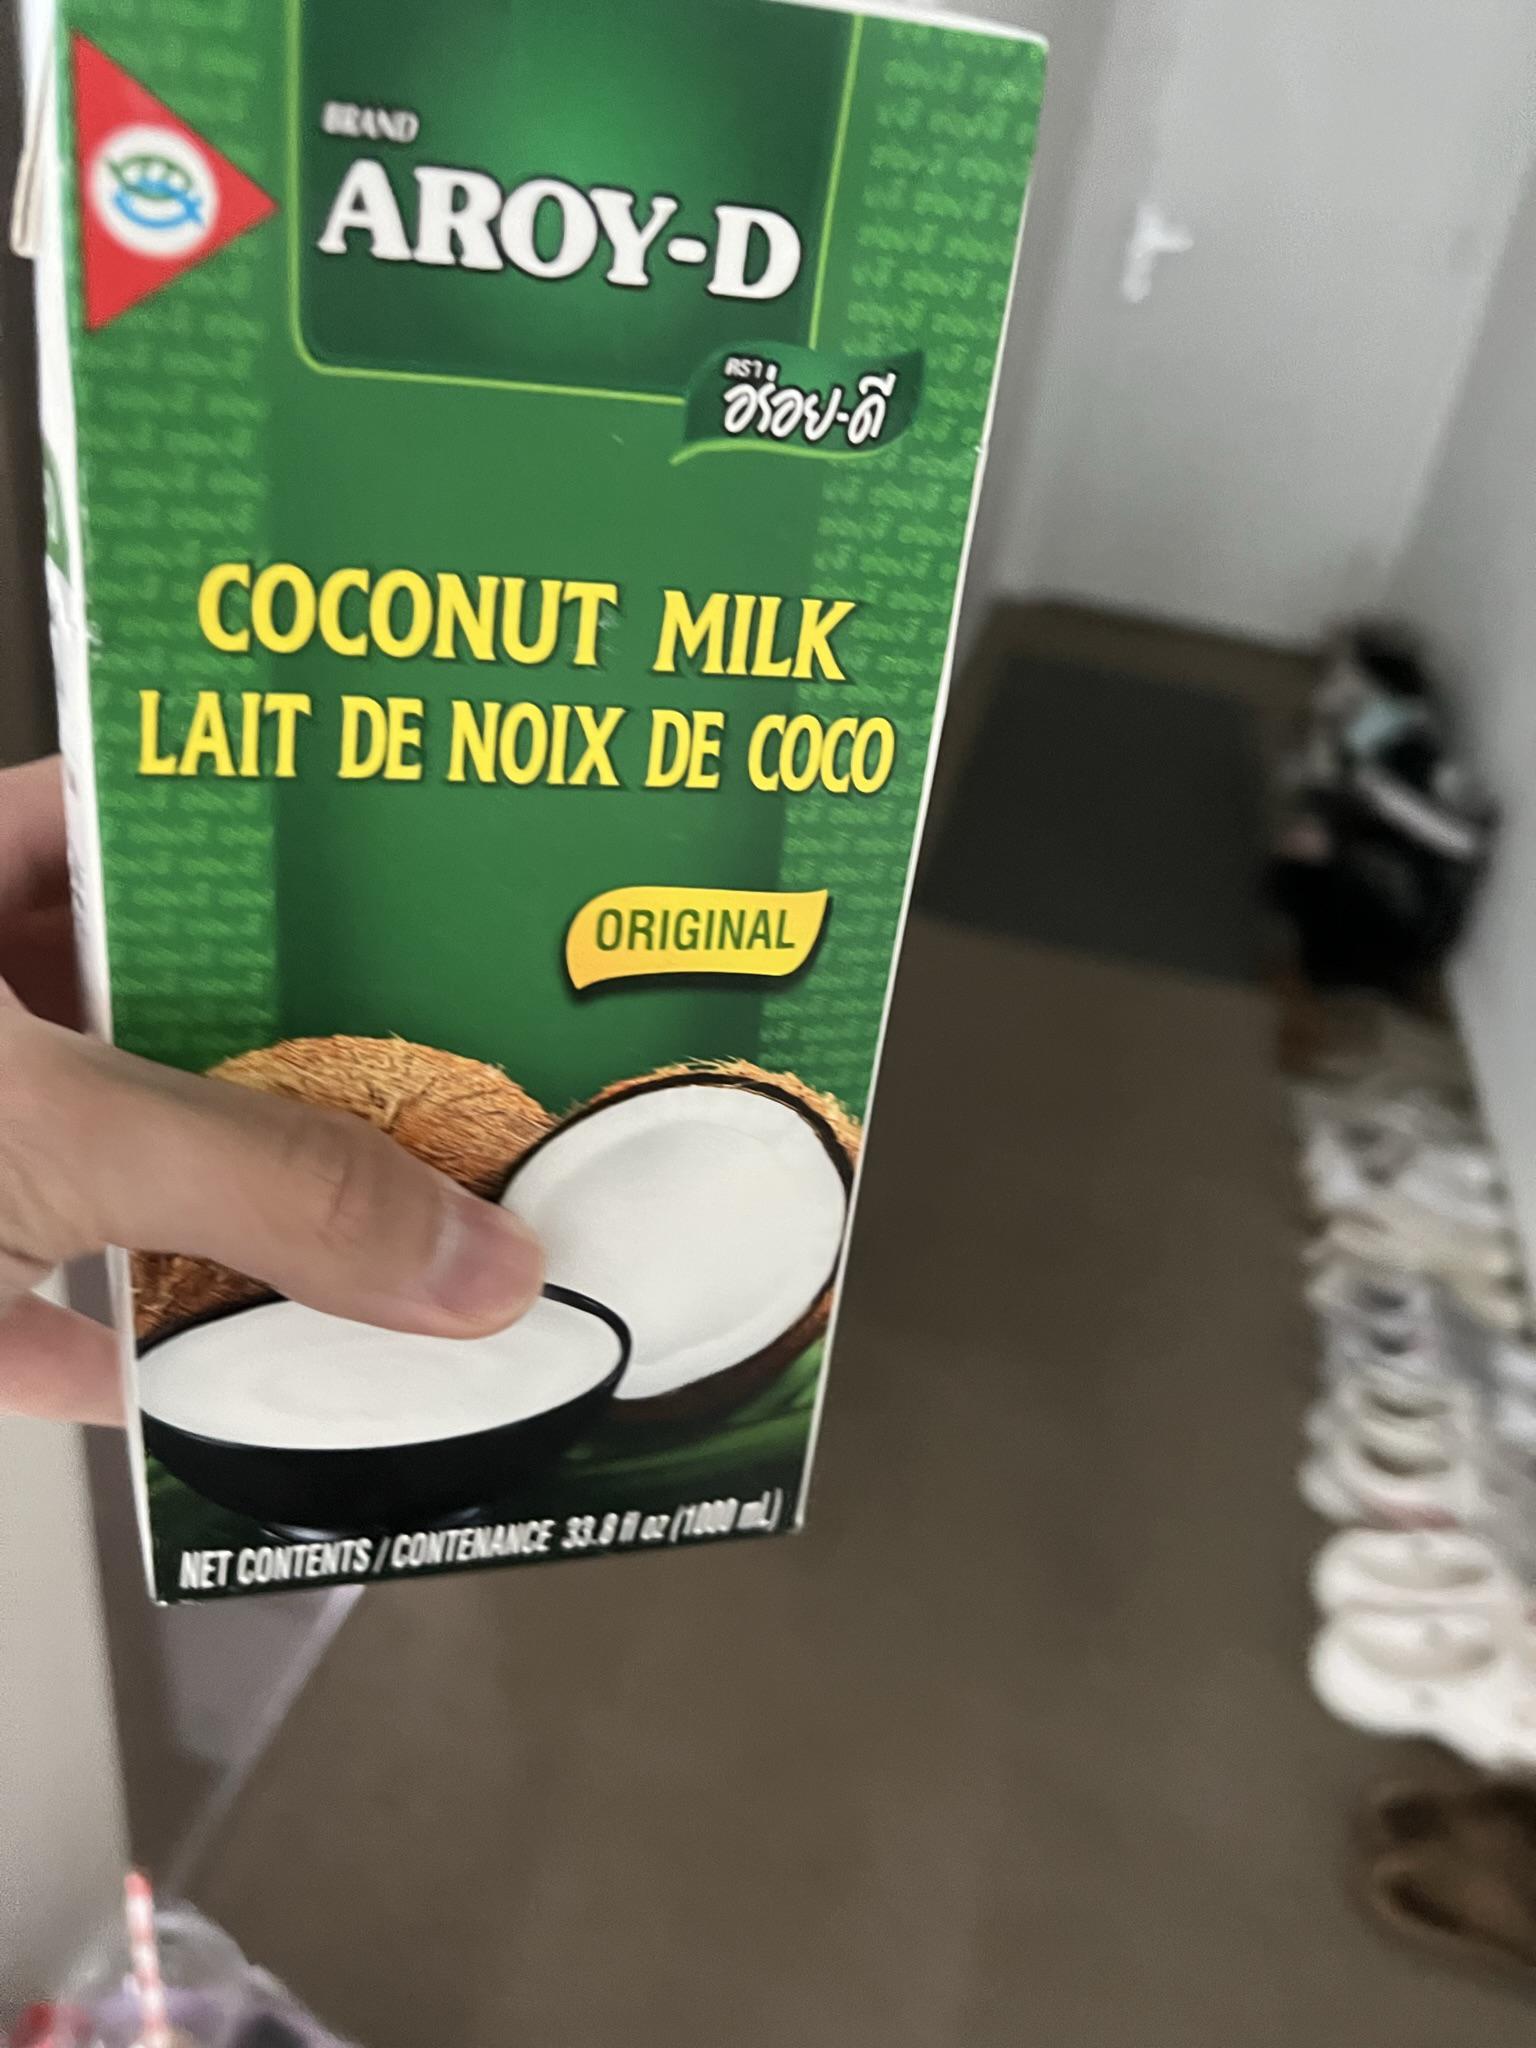 BRAND
AROY-D
ตรา
อร่อย-ดี
COCONUT MILK
LAIT DE NOIX DE COCO
ORIGINAL
NET CONTENTS / CONTENANCE 33.8 fl oz (1000 mL)